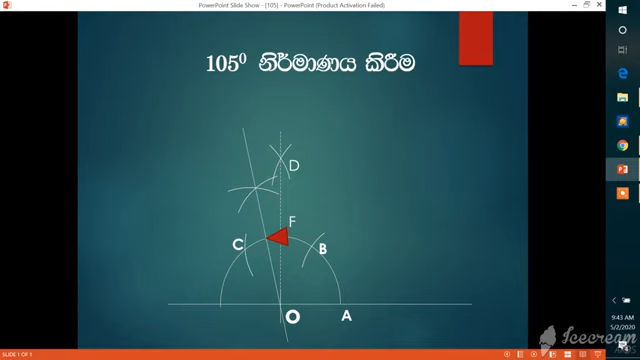 PowerPoint Slide Show - [105] - PowerPoint (Product Activation Failed)
105⁰ නිර්මාණය කිරීම
D
F
C
B
O
A
9:43 AM
5/2/2020
Icecream
SLIDE 1 OF 1